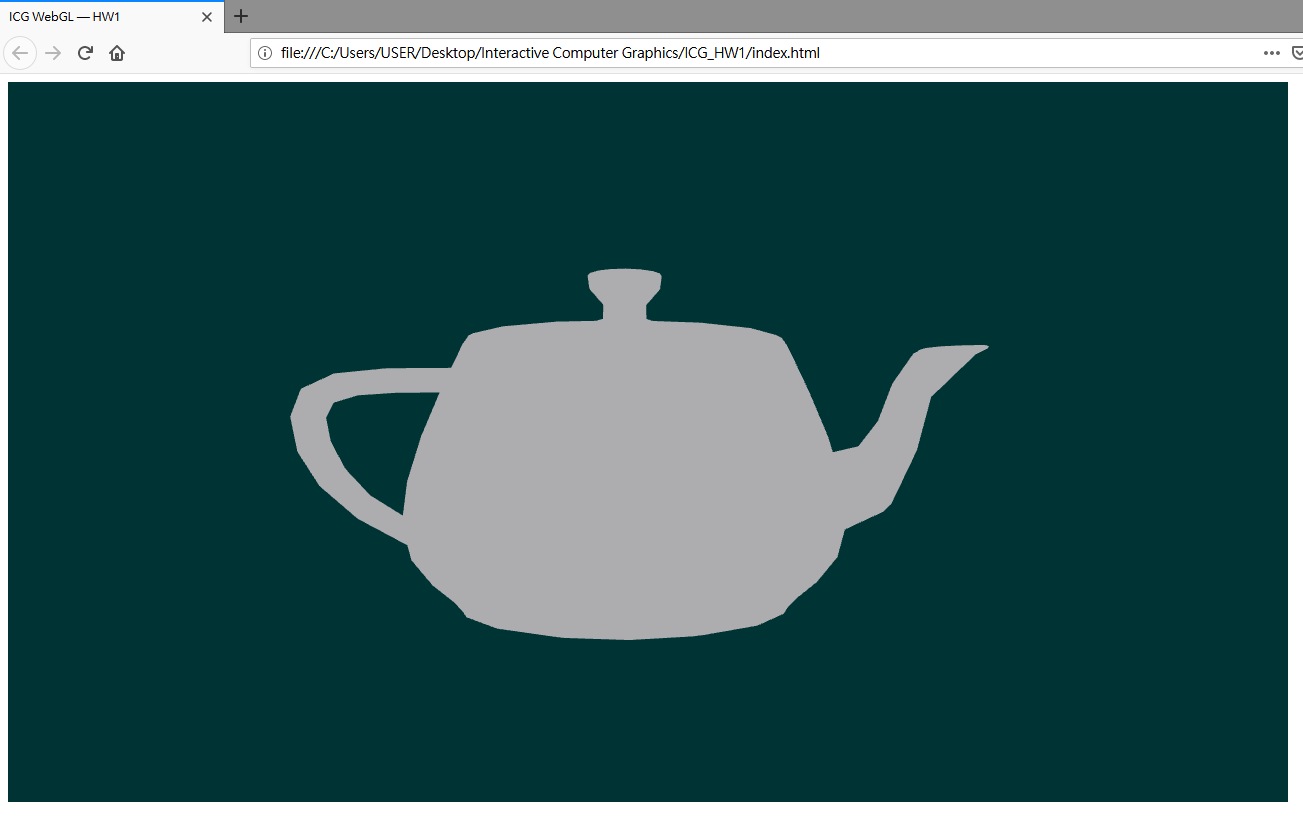 ICG WebGL — HW1
file:///C:/Users/USER/Desktop/Interactive Computer Graphics/ICG_HW1/index.html